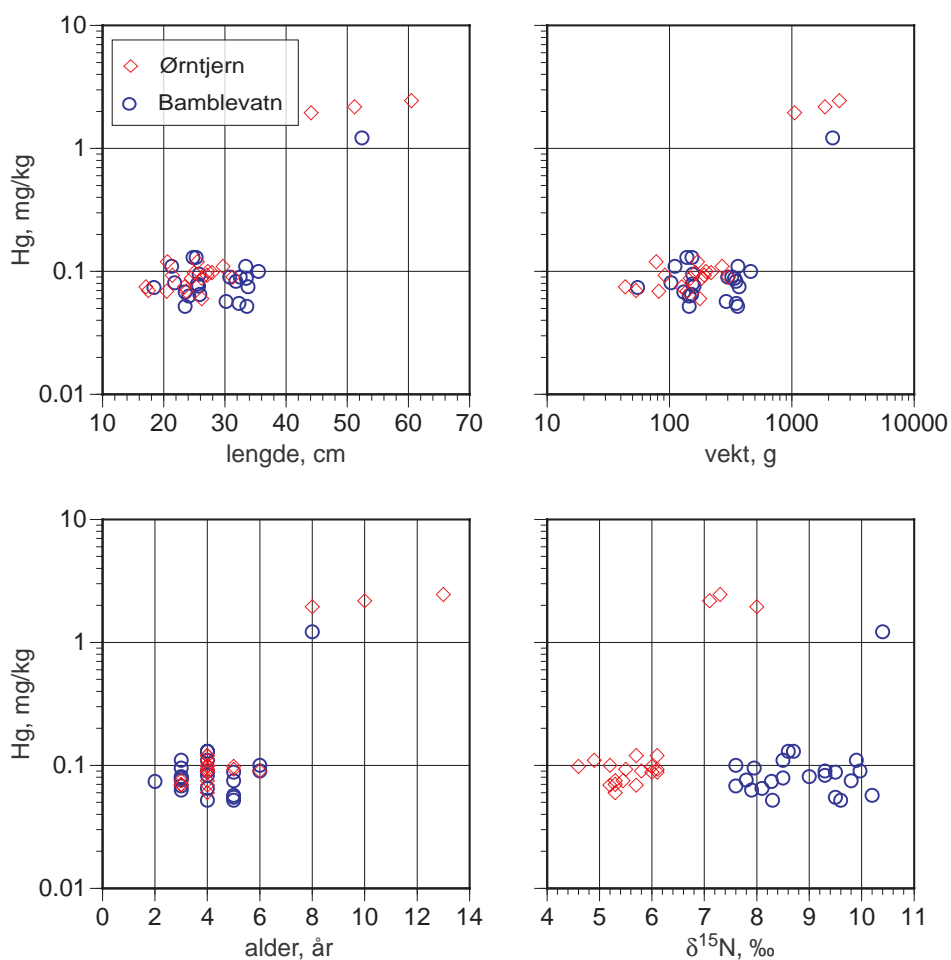 10
1
0.1
0.01
Hg, mg/kg
Ørntjern
Bamblevatn
10 20 30 40 50 60 70
lengde, cm
10 100 1000 10000
vekt, g
10
1
0.1
0.01
Hg, mg/kg
0 2 4 6 8 10 12 14
alder, år
4 5 6 7 8 9 10 11
δ¹⁵N, ‰